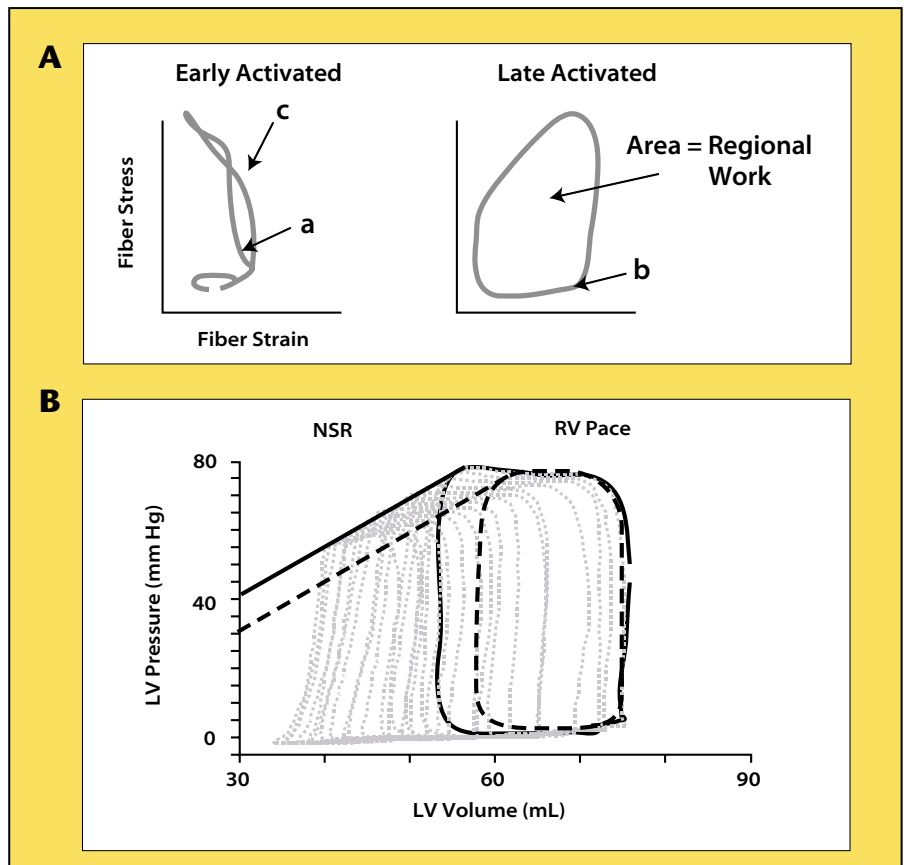 A
Early Activated
Late Activated
c
a
Area = Regional
Work
b
Fiber Stress
Fiber Strain
B
NSR
RV Pace
80
40
0
LV Pressure (mm Hg)
30
60
90
LV Volume (mL)